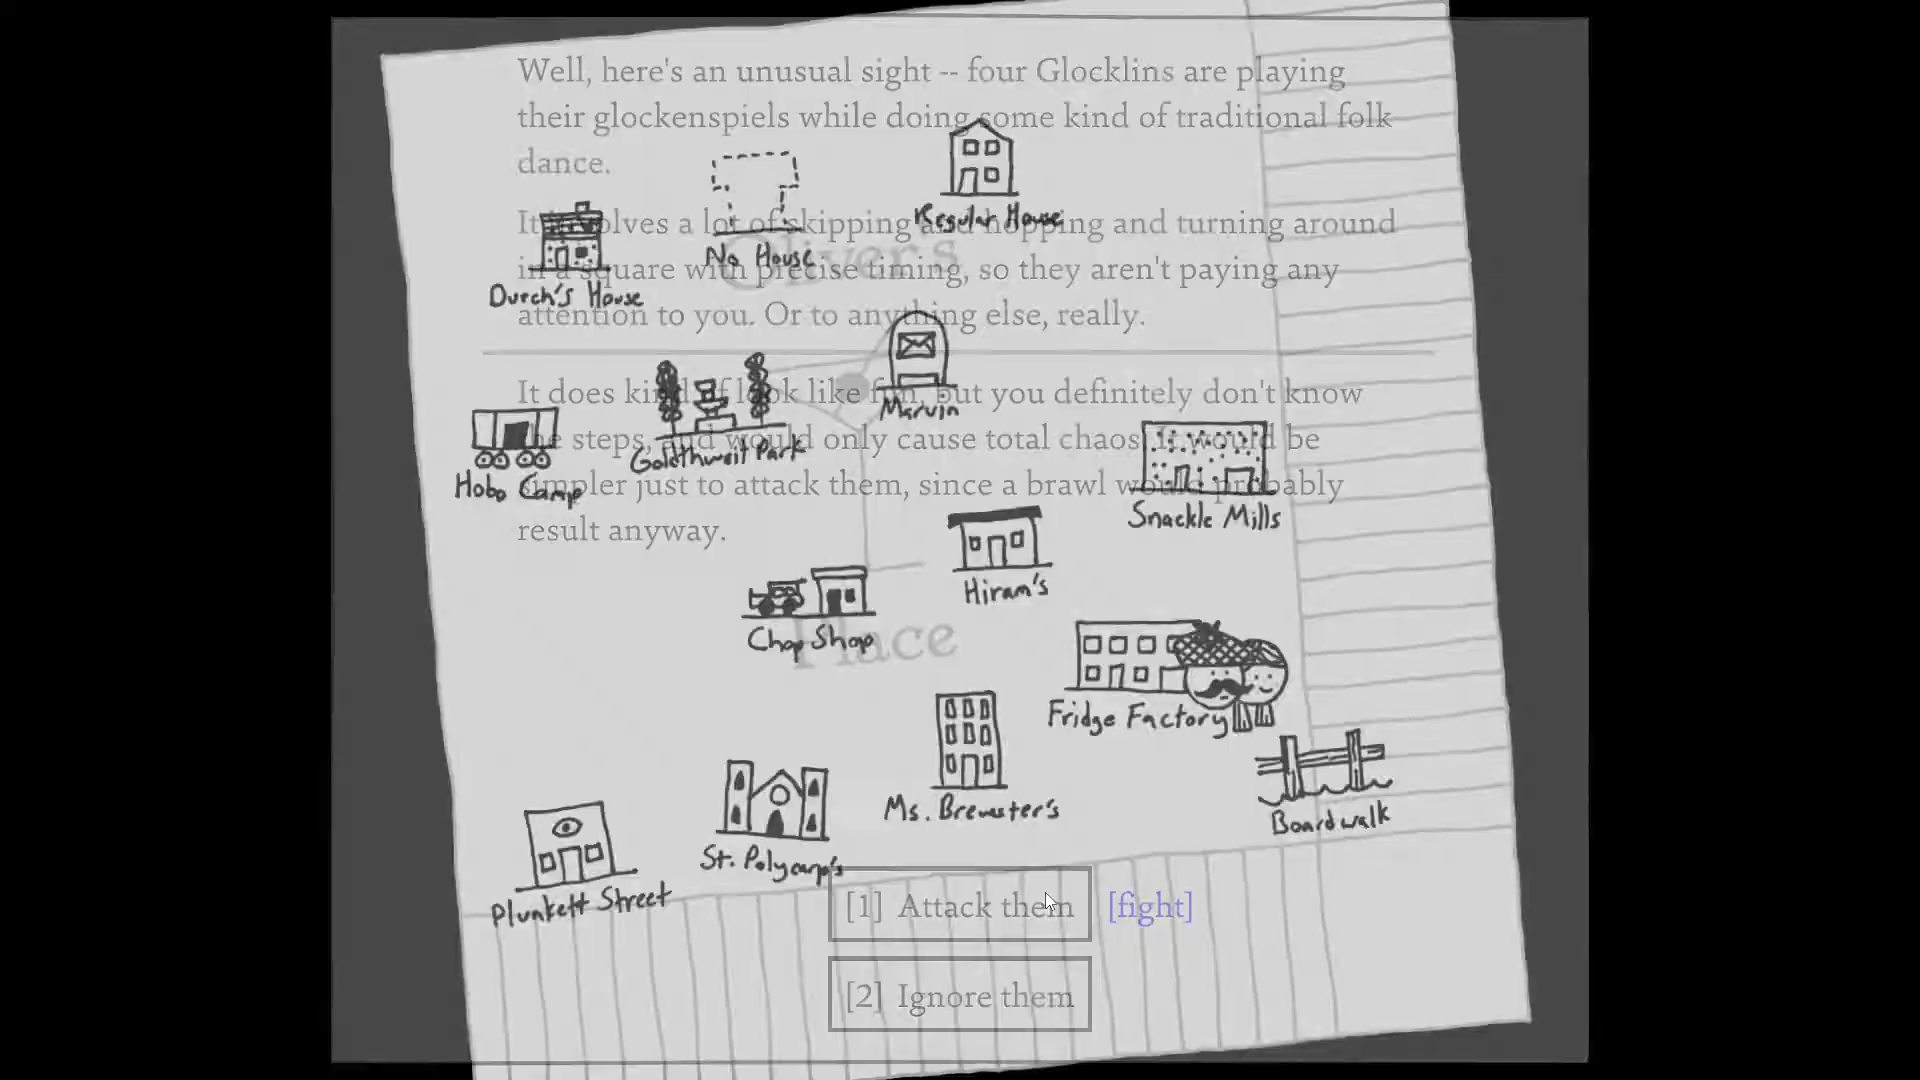 Well, here's an unusual sight -- four Glocklins are playing
their glockenspiels while doing some kind of traditional folk
dance.
Regular House
It involves a lot of skipping and hopping and turning around
Oliver's
No House
in a square with precise timing, so they aren't paying any
Durch's House
attention to you. Or to anything else, really.
It does kind of look like fun, but you definitely don't know
Marvin
the steps, and would only cause total chaos. It would be
Goldthwait Park
Hobo Camp
simpler just to attack them, since a brawl would probably
Snackle Mills
result anyway.
Hiram's
Chop Shop
Place
Fridge Factory
Ms. Brewster's
Boardwalk
St. Polycarp's
Plunkett Street
[1] Attack them [fight]
[2] Ignore them